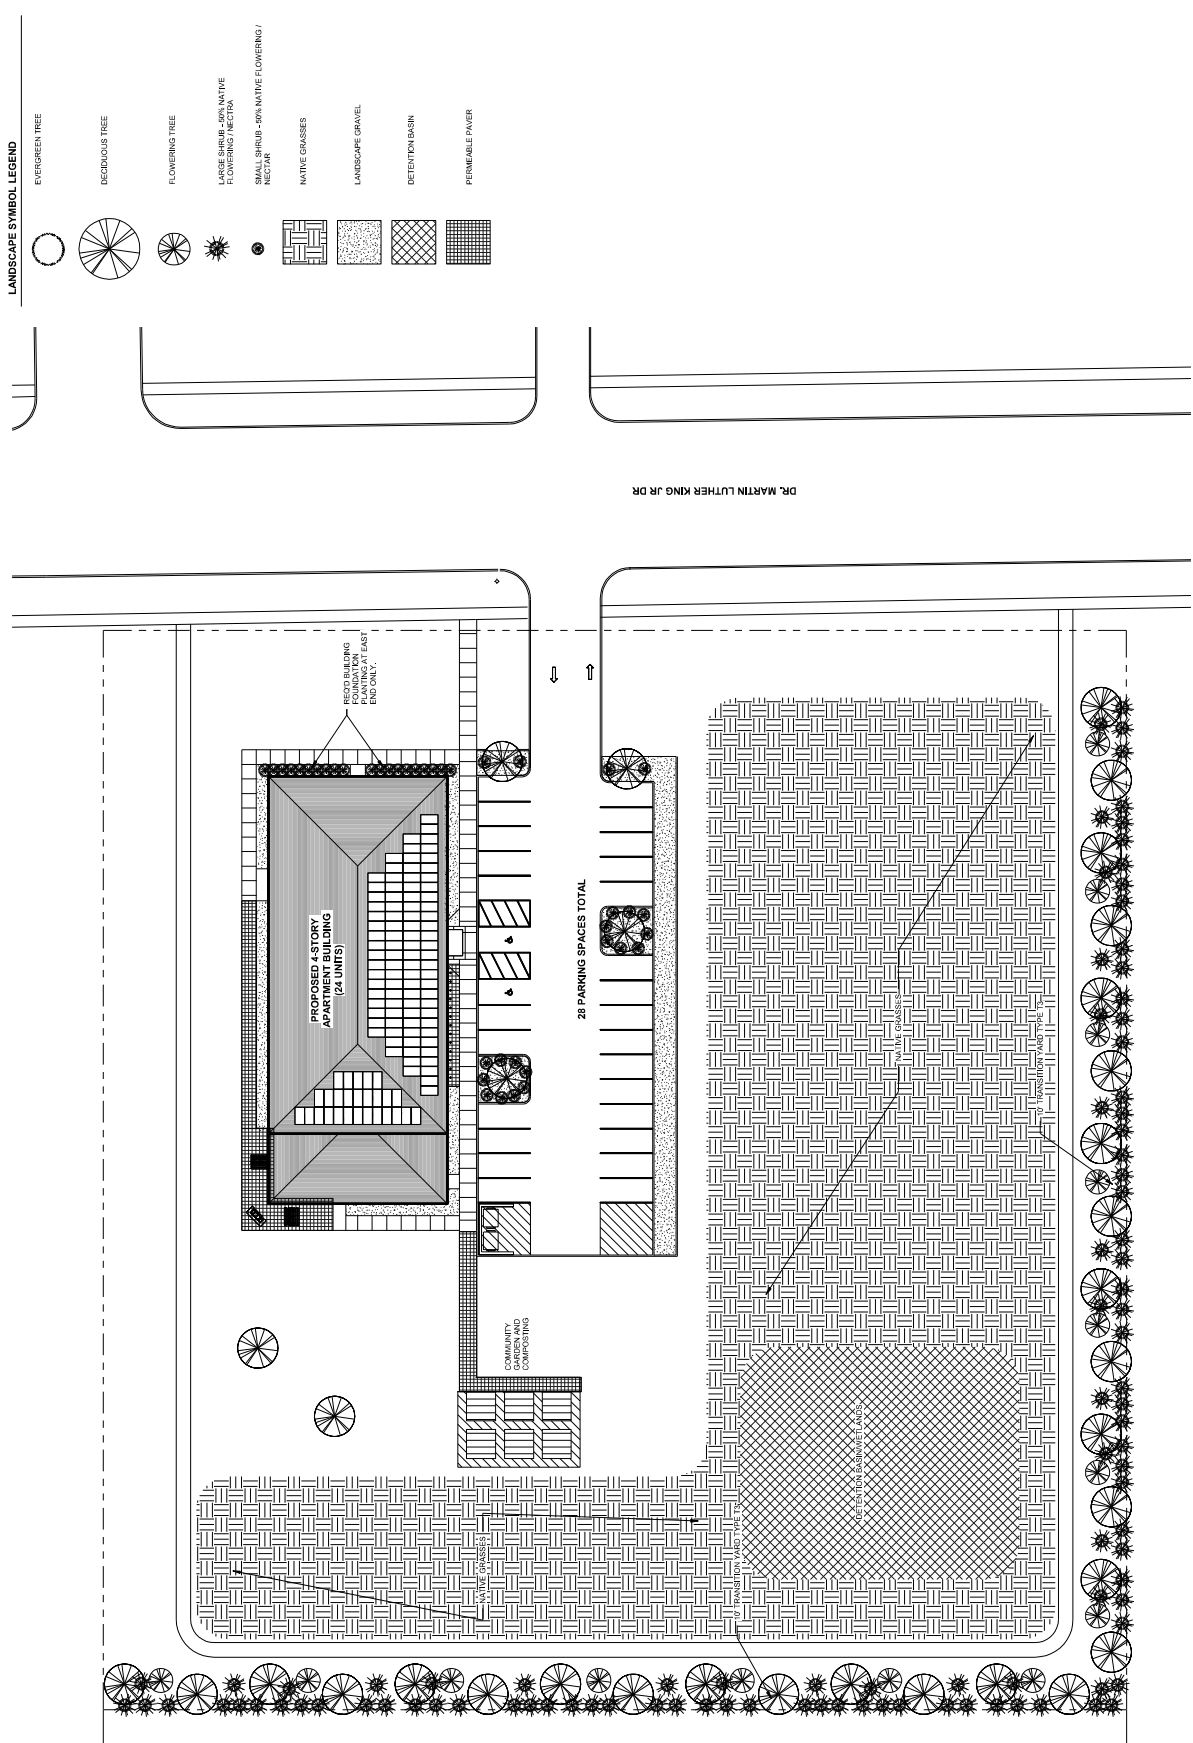 LANDSCAPE SYMBOL LEGEND
EVERGREEN TREE
DECIDUOUS TREE
FLOWERING TREE
LARGE SHRUB - 50% NATIVE
FLOWERING / NECTRA
SMALL SHRUB - 50% NATIVE FLOWERING /
NECTAR
NATIVE GRASSES
LANDSCAPE GRAVEL
DETENTION BASIN
PERMEABLE PAVER
DR. MARTIN LUTHER KING JR DR
REQ'D BUILDING
FOUNDATION
PLANTING AT EAST
END ONLY.
PROPOSED 4-STORY
APARTMENT BUILDING
(24 UNITS)
28 PARKING SPACES TOTAL
NATIVE GRASSES
10' TRANSITION YARD TYPE T3
COMMUNITY
GARDEN AND
COMPOSTING
DETENTION BASIN/WETLANDS
NATIVE GRASSES
10' TRANSITION YARD TYPE T3